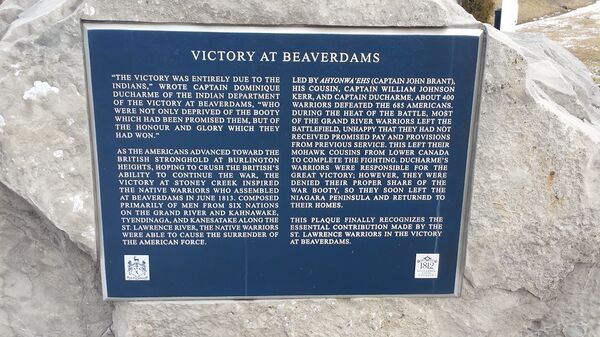 VICTORY AT BEAVERDAMS
"THE VICTORY WAS ENTIRELY DUE TO THE
INDIANS," WROTE CAPTAIN DOMINIQUE
DUCHARME OF THE INDIAN DEPARTMENT
OF THE VICTORY AT BEAVERDAMS, "WHO
WERE NOT ONLY DEPRIVED OF THE BOOTY
WHICH HAD BEEN PROMISED THEM, BUT OF
THE HONOUR AND GLORY WHICH THEY
HAD WON."
AS THE AMERICANS ADVANCED TOWARD THE
BRITISH STRONGHOLD AT BURLINGTON
HEIGHTS, HOPING TO CRUSH THE BRITISH'S
ABILITY TO CONTINUE THE WAR, THE
VICTORY AT STONEY CREEK INSPIRED
THE NATIVE WARRIORS WHO ASSEMBLED
AT BEAVERDAMS IN JUNE 1813. COMPOSED
PRIMARILY OF MEN FROM SIX NATIONS
ON THE GRAND RIVER AND KAHNAWAKE,
TYENDINAGA, AND KANESATAKE ALONG THE
ST. LAWRENCE RIVER, THE NATIVE WARRIORS
WERE ABLE TO CAUSE THE SURRENDER OF
THE AMERICAN FORCE.
LED BY AHYONWA'EHS (CAPTAIN JOHN BRANT),
HIS COUSIN, CAPTAIN WILLIAM JOHNSON
KERR, AND CAPTAIN DUCHARME, ABOUT 400
WARRIORS DEFEATED THE 685 AMERICANS.
DURING THE HEAT OF THE BATTLE, MOST
OF THE GRAND RIVER WARRIORS LEFT THE
BATTLEFIELD, UNHAPPY THAT THEY HAD NOT
RECEIVED PROMISED PAY AND PROVISIONS
FROM PREVIOUS SERVICE. THIS LEFT THEIR
MOHAWK COUSINS FROM LOWER CANADA
TO COMPLETE THE FIGHTING. DUCHARME'S
WARRIORS WERE RESPONSIBLE FOR THE
GREAT VICTORY; HOWEVER, THEY WERE
DENIED THEIR PROPER SHARE OF THE
WAR BOOTY, SO THEY SOON LEFT THE
NIAGARA PENINSULA AND RETURNED TO
THEIR HOMES.
THIS PLAQUE FINALLY RECOGNIZES THE
ESSENTIAL CONTRIBUTION MADE BY THE
ST. LAWRENCE WARRIORS IN THE VICTORY
AT BEAVERDAMS.
1812